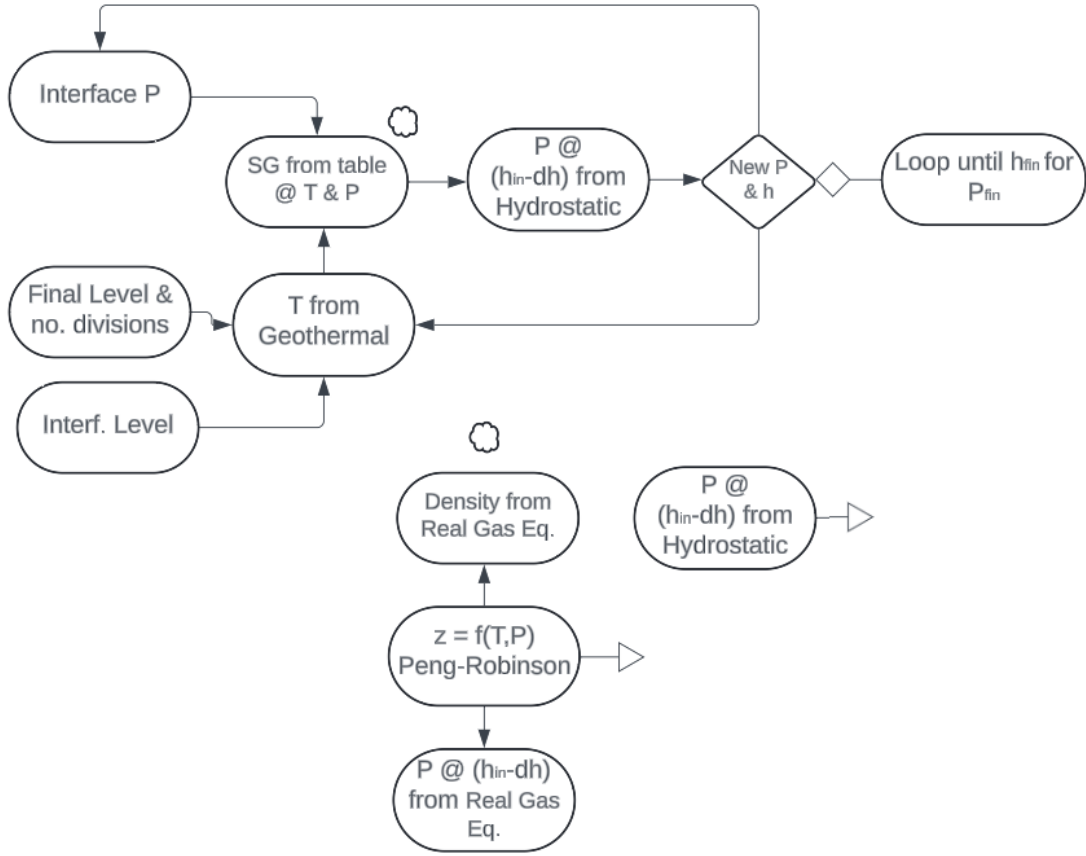 Interface P
SG from table
@ T & P
P @
(hin-dh) from
Hydrostatic
New P
& h
Loop until hfin for
Pfin
Final Level &
no. divisions
T from
Geothermal
Interf. Level
Density from
Real Gas Eq.
P @
(hin-dh) from
Hydrostatic
z = f(T,P)
Peng-Robinson
P @ (hin-dh)
from Real Gas
Eq.